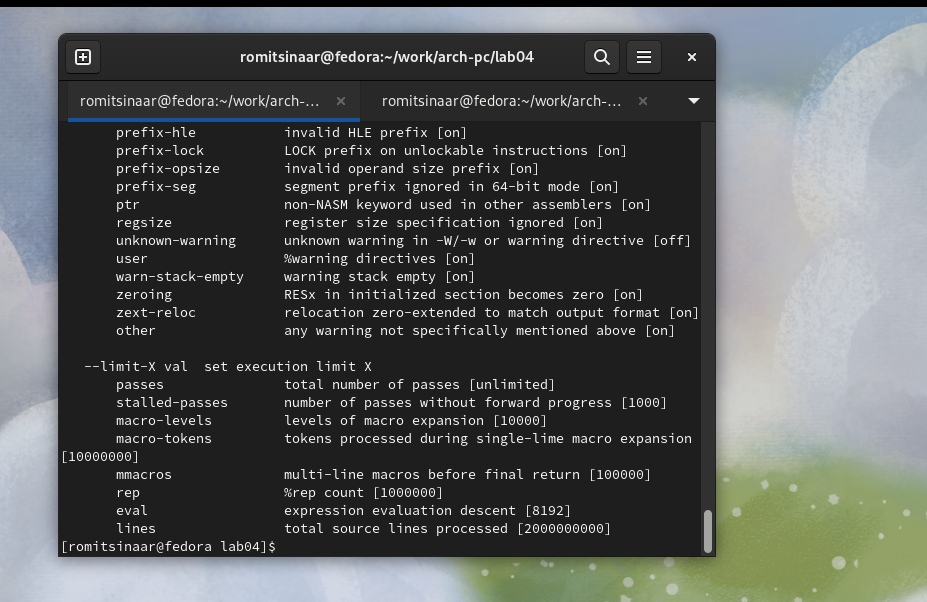 romitsinaar@fedora:~/work/arch-pc/lab04
romitsinaar@fedora:~/work/arch-... romitsinaar@fedora:~/work/arch-...
prefix-hle invalid HLE prefix [on]
prefix-lock LOCK prefix on unlockable instructions [on]
prefix-opsize invalid operand size prefix [on]
prefix-seg segment prefix ignored in 64-bit mode [on]
ptr non-NASM keyword used in other assemblers [on]
regsize register size specification ignored [on]
unknown-warning unknown warning in -W/-w or warning directive [off]
user %warning directives [on]
warn-stack-empty warning stack empty [on]
zeroing RESx in initialized section becomes zero [on]
zext-reloc relocation zero-extended to match output format [on]
other any warning not specifically mentioned above [on]
--limit-X val set execution limit X
passes total number of passes [unlimited]
stalled-passes number of passes without forward progress [1000]
macro-levels levels of macro expansion [10000]
macro-tokens tokens processed during single-lime macro expansion
[10000000]
mmacros multi-line macros before final return [100000]
rep %rep count [1000000]
eval expression evaluation descent [8192]
lines total source lines processed [2000000000]
[romitsinaar@fedora lab04]$